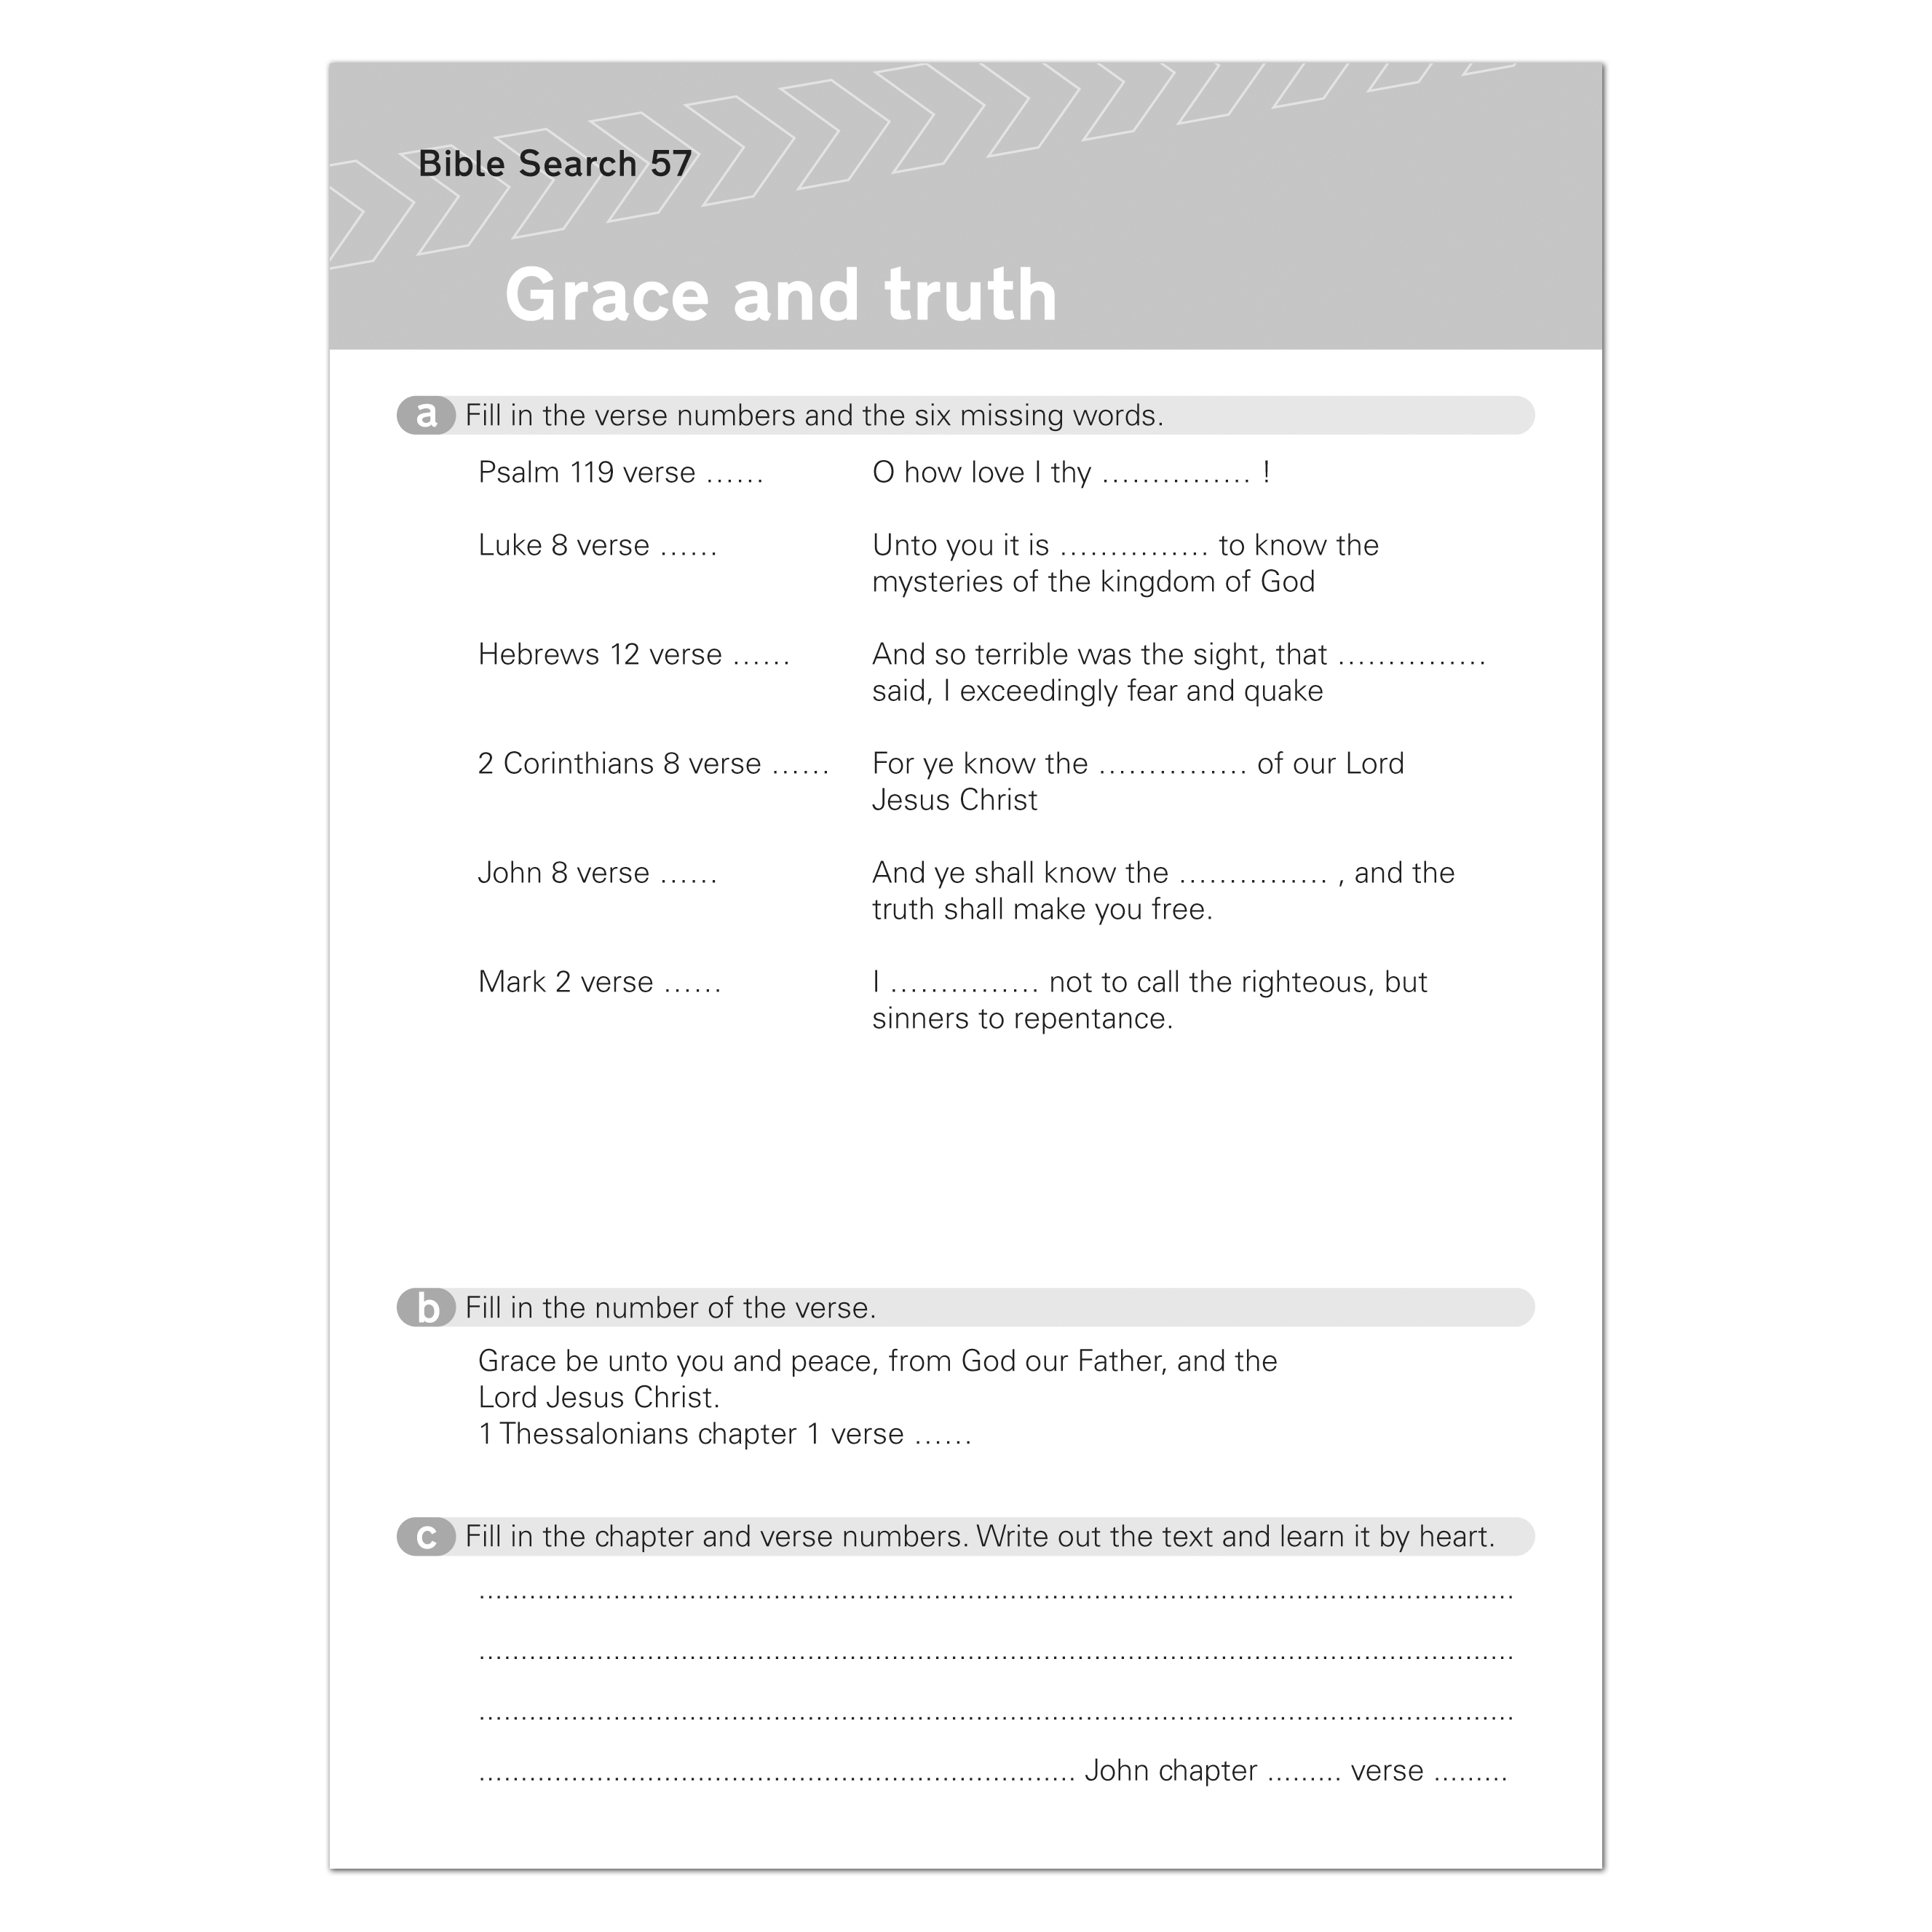 Bible Search 57
Grace and truth
a Fill in the verse numbers and the six missing words.
Psalm 119 verse ...... O how love I thy ............... !
Luke 8 verse ...... Unto you it is ............... to know the
mysteries of the kingdom of God
Hebrews 12 verse ...... And so terrible was the sight, that ...............
said, I exceedingly fear and quake
2 Corinthians 8 verse ...... For ye know the ............... of our Lord
Jesus Christ
John 8 verse ...... And ye shall know the ............... , and the
truth shall make you free.
Mark 2 verse ...... I ............... not to call the righteous, but
sinners to repentance.
b Fill in the number of the verse.
Grace be unto you and peace, from God our Father, and the
Lord Jesus Christ.
1 Thessalonians chapter 1 verse ......
c Fill in the chapter and verse numbers. Write out the text and learn it by heart.
................................................................................
................................................................................
................................................................................
.............................................. John chapter ......... verse .........